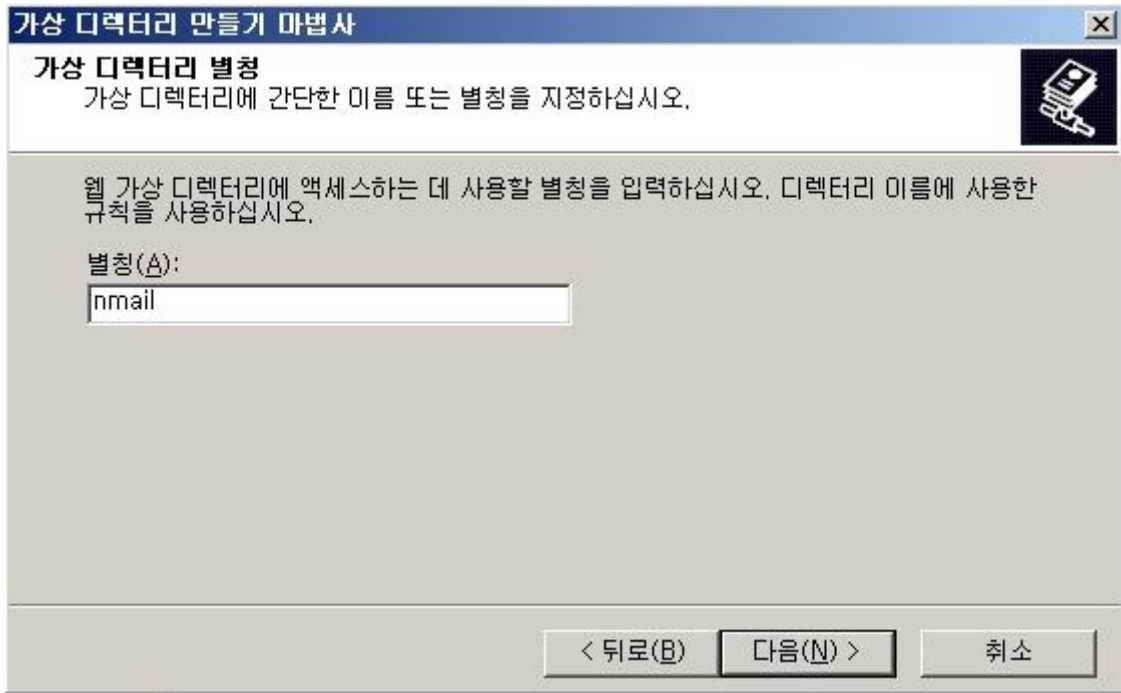 가상 디렉터리 만들기 마법사
가상 디렉터리 별칭
가상 디렉터리에 간단한 이름 또는 별칭을 지정하십시오.
웹 가상 디렉터리에 액세스하는 데 사용할 별칭을 입력하십시오. 디렉터리 이름에 사용한
규칙을 사용하십시오.
별칭(A):
nmail
< 뒤로(B) 다음(N) > 취소